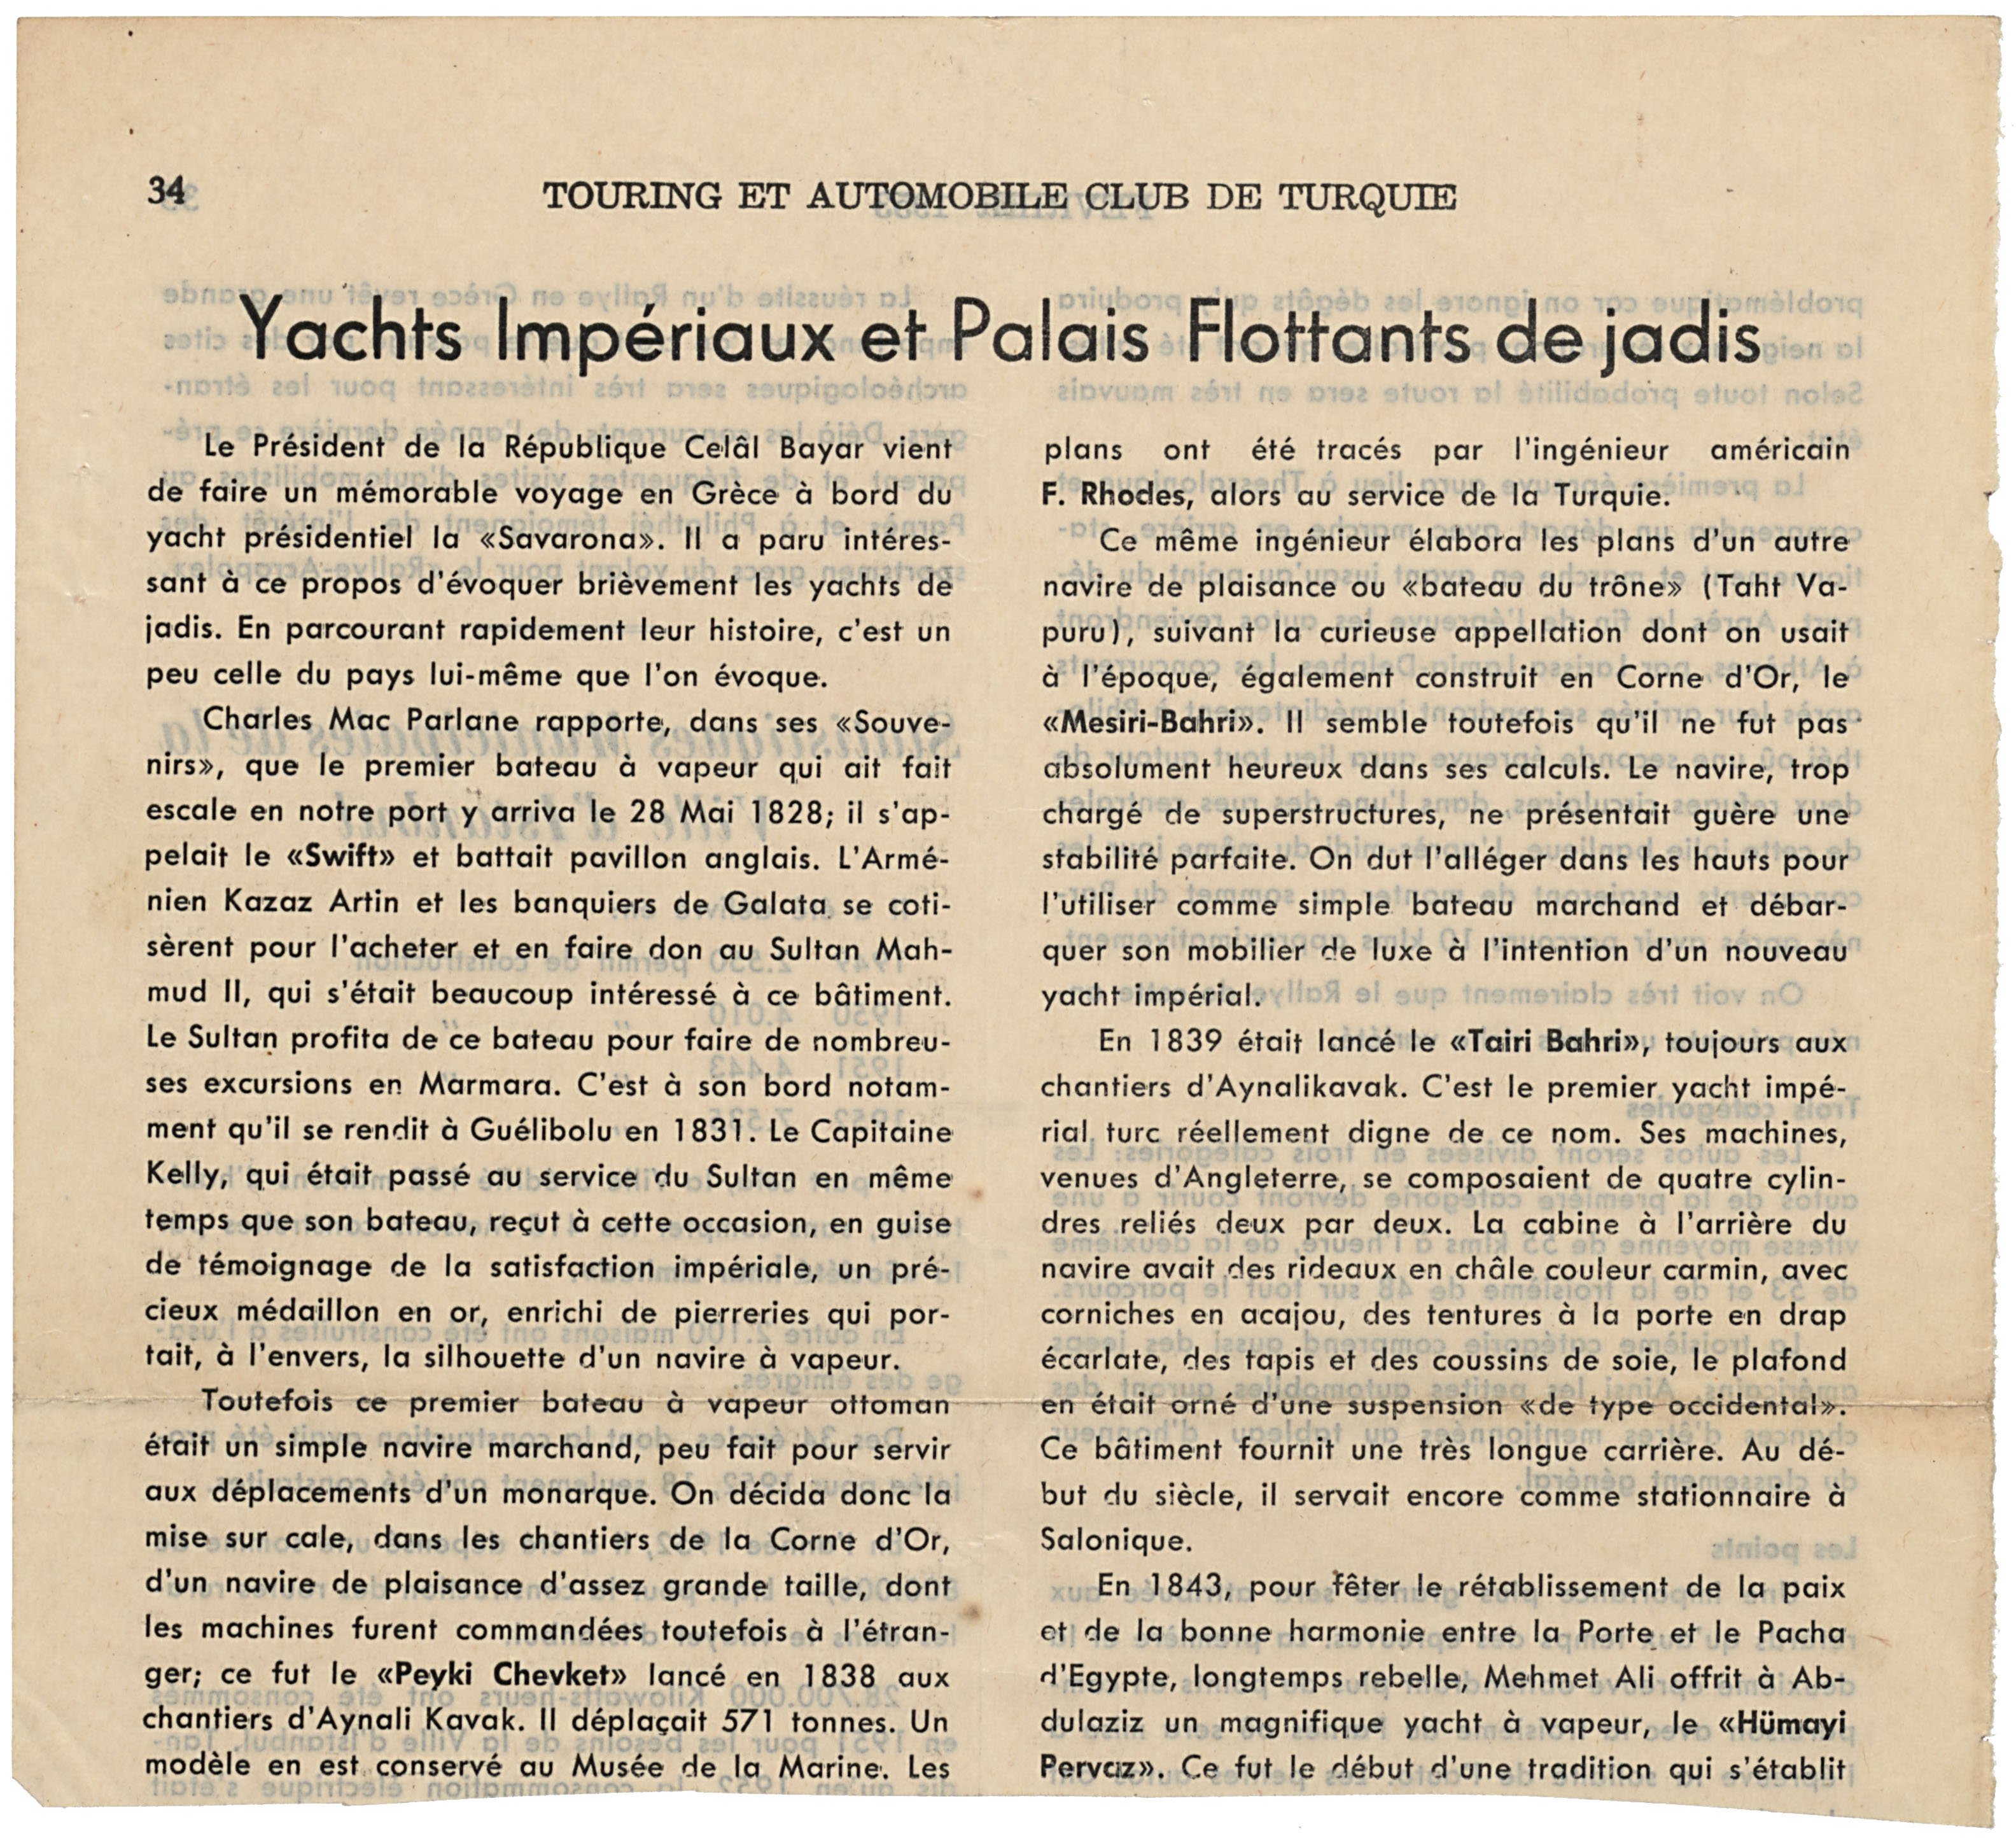 34
TOURING ET AUTOMOBILE CLUB DE TURQUIE
Yachts Impériaux et Palais Flottants de jadis
Le Président de la République Celâl Bayar vient
de faire un mémorable voyage en Grèce à bord du
yacht présidentiel la «Savarona». Il a paru intéres-
sant à ce propos d'évoquer brièvement les yachts de
jadis. En parcourant rapidement leur histoire, c'est un
peu celle du pays lui-même que l'on évoque.
Charles Mac Parlane rapporte, dans ses «Souve-
nirs», que le premier bateau à vapeur qui ait fait
escale en notre port y arriva le 28 Mai 1828; il s'ap-
pelait le «Swift» et battait pavillon anglais. L'Armé-
nien Kazaz Artin et les banquiers de Galata se coti-
sèrent pour l'acheter et en faire don au Sultan Mah-
mud II, qui s'était beaucoup intéressé à ce bâtiment.
Le Sultan profita de ce bateau pour faire de nombreu-
ses excursions en Marmara. C'est à son bord notam-
ment qu'il se rendit à Guélibolu en 1831. Le Capitaine
Kelly, qui était passé au service du Sultan en même
temps que son bateau, reçut à cette occasion, en guise
de témoignage de la satisfaction impériale, un pré-
cieux médaillon en or, enrichi de pierreries qui por-
tait, à l'envers, la silhouette d'un navire à vapeur.
Toutefois ce premier bateau à vapeur ottoman
était un simple navire marchand, peu fait pour servir
aux déplacements d'un monarque. On décida donc la
mise sur cale, dans les chantiers de la Corne d'Or,
d'un navire de plaisance d'assez grande taille, dont
les machines furent commandées toutefois à l'étran-
ger; ce fut le «Peyki Chevket» lancé en 1838 aux
chantiers d'Aynali Kavak. Il déplaçait 571 tonnes. Un
modèle en est conservé au Musée de la Marine. Les
plans ont été tracés par l'ingénieur américain
F. Rhodes, alors au service de la Turquie.
Ce même ingénieur élabora les plans d'un autre
navire de plaisance ou «bateau du trône» (Taht Va-
puru), suivant la curieuse appellation dont on usait
à l'époque, également construit en Corne d'Or, le
«Mesiri-Bahri». Il semble toutefois qu'il ne fut pas
absolument heureux dans ses calculs. Le navire, trop
chargé de superstructures, ne présentait guère une
stabilité parfaite. On dut l'alléger dans les hauts pour
l'utiliser comme simple bateau marchand et débar-
quer son mobilier de luxe à l'intention d'un nouveau
yacht impérial.
En 1839 était lancé le «Tairi Bahri», toujours aux
chantiers d'Aynalikavak. C'est le premier yacht impé-
rial turc réellement digne de ce nom. Ses machines,
venues d'Angleterre, se composaient de quatre cylin-
dres reliés deux par deux. La cabine à l'arrière du
navire avait des rideaux en châle couleur carmin, avec
corniches en acajou, des tentures à la porte en drap
écarlate, des tapis et des coussins de soie, le plafond
en était orné d'une suspension «de type occidental».
Ce bâtiment fournit une très longue carrière. Au dé-
but du siècle, il servait encore comme stationnaire à
Salonique.
En 1843, pour fêter le rétablissement de la paix
et de la bonne harmonie entre la Porte et le Pacha
d'Egypte, longtemps rebelle, Mehmet Ali offrit à Ab-
dulaziz un magnifique yacht à vapeur, le «Hümayi
Pervaz». Ce fut le début d'une tradition qui s'établit